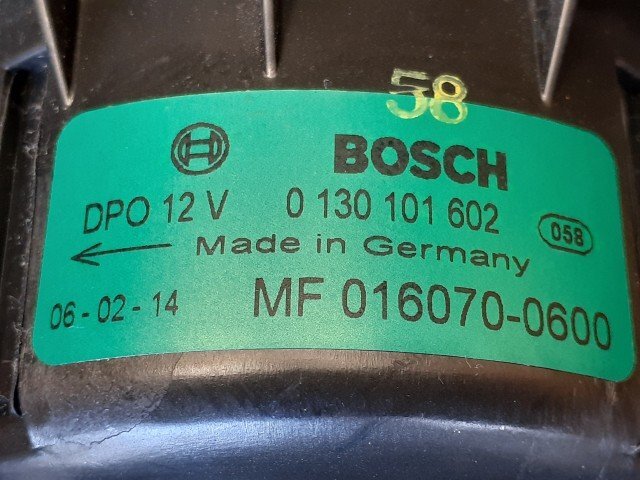 58
BOSCH
DPO 12 V 0 130 101 602
058
Made in Germany
06-02-14 MF 016070-0600